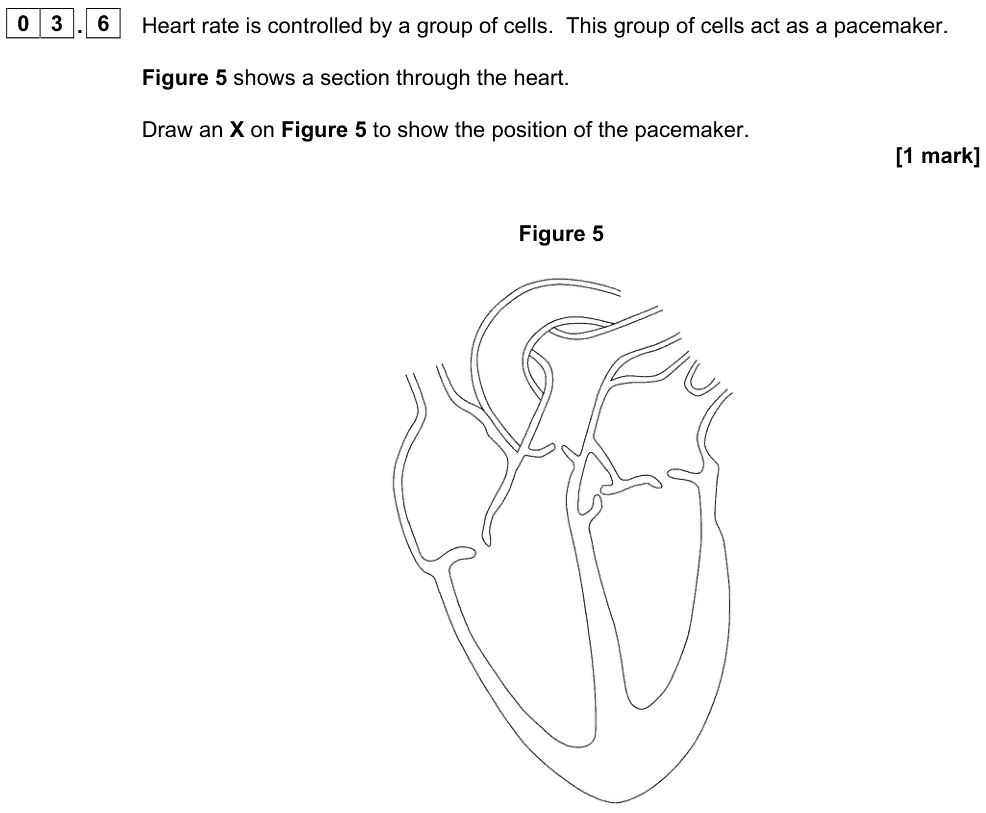 03.6 Heart rate is controlled by a group of cells. This group of cells act as a pacemaker.
Figure 5 shows a section through the heart.
Draw an X on Figure 5 to show the position of the pacemaker.
[1 mark]
Figure 5